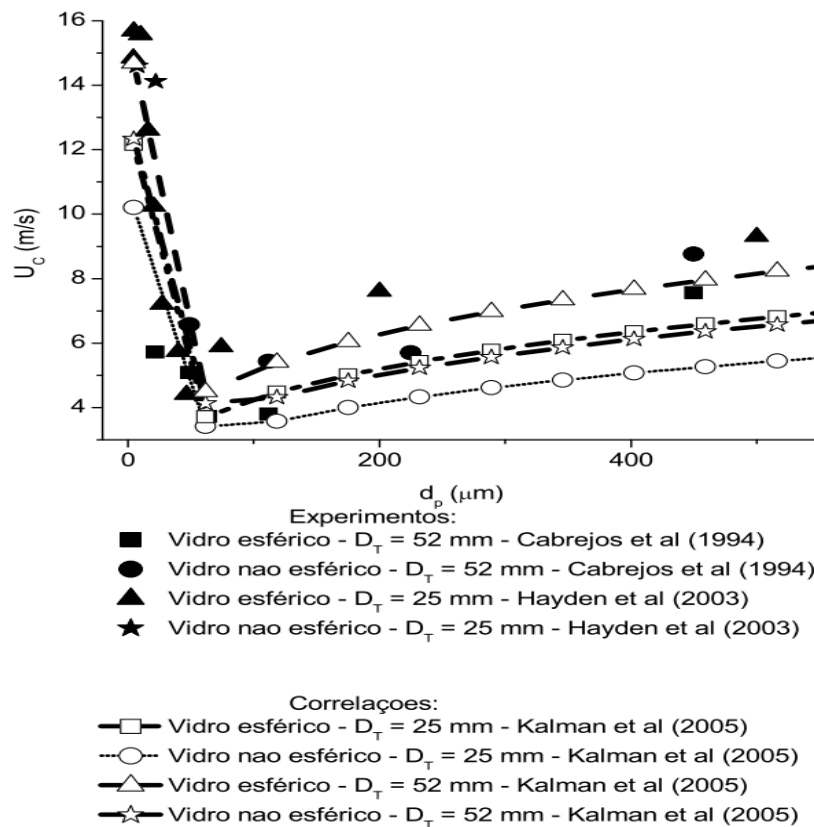 16
14
12
10
8
6
4
U_C (m/s)
0 200 400
d_p (μm)
Experimentos:
Vidro esférico - D_T = 52 mm - Cabrejos et al (1994)
Vidro nao esférico - D_T = 52 mm - Cabrejos et al (1994)
Vidro esférico - D_T = 25 mm - Hayden et al (2003)
Vidro nao esférico - D_T = 25 mm - Hayden et al (2003)
Correlaçoes:
Vidro esférico - D_T = 25 mm - Kalman et al (2005)
Vidro nao esférico - D_T = 25 mm - Kalman et al (2005)
Vidro esférico - D_T = 52 mm - Kalman et al (2005)
Vidro nao esférico - D_T = 52 mm - Kalman et al (2005)